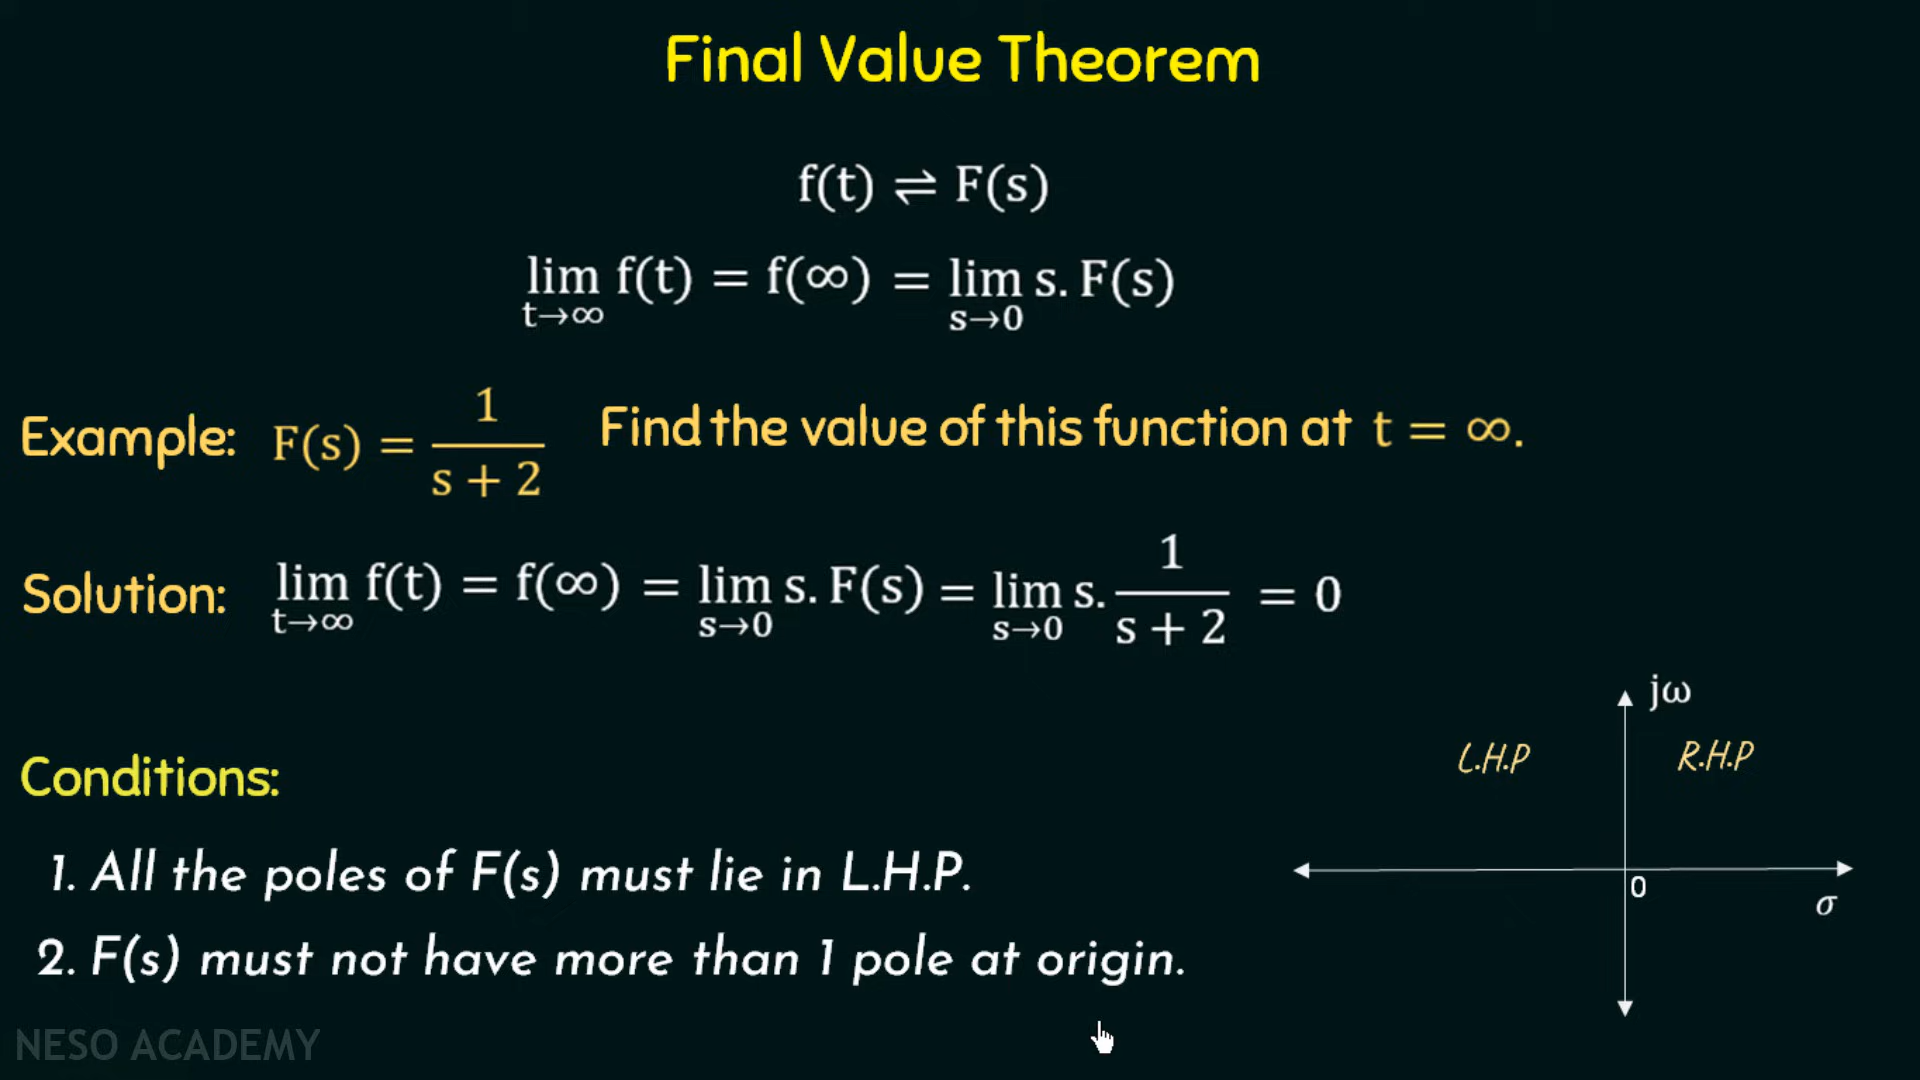 Final Value Theorem
f(t) ⇌ F(s)
lim t→∞ f(t) = f(∞) = lim s→0 s. F(s)
Example: F(s) = 1/(s + 2) Find the value of this function at t = ∞.
Solution: lim t→∞ f(t) = f(∞) = lim s→0 s. F(s) = lim s→0 s. 1/(s + 2) = 0
jω
L.H.P R.H.P
Conditions:
1. All the poles of F(s) must lie in L.H.P.
0
σ
2. F(s) must not have more than 1 pole at origin.
NESO ACADEMY